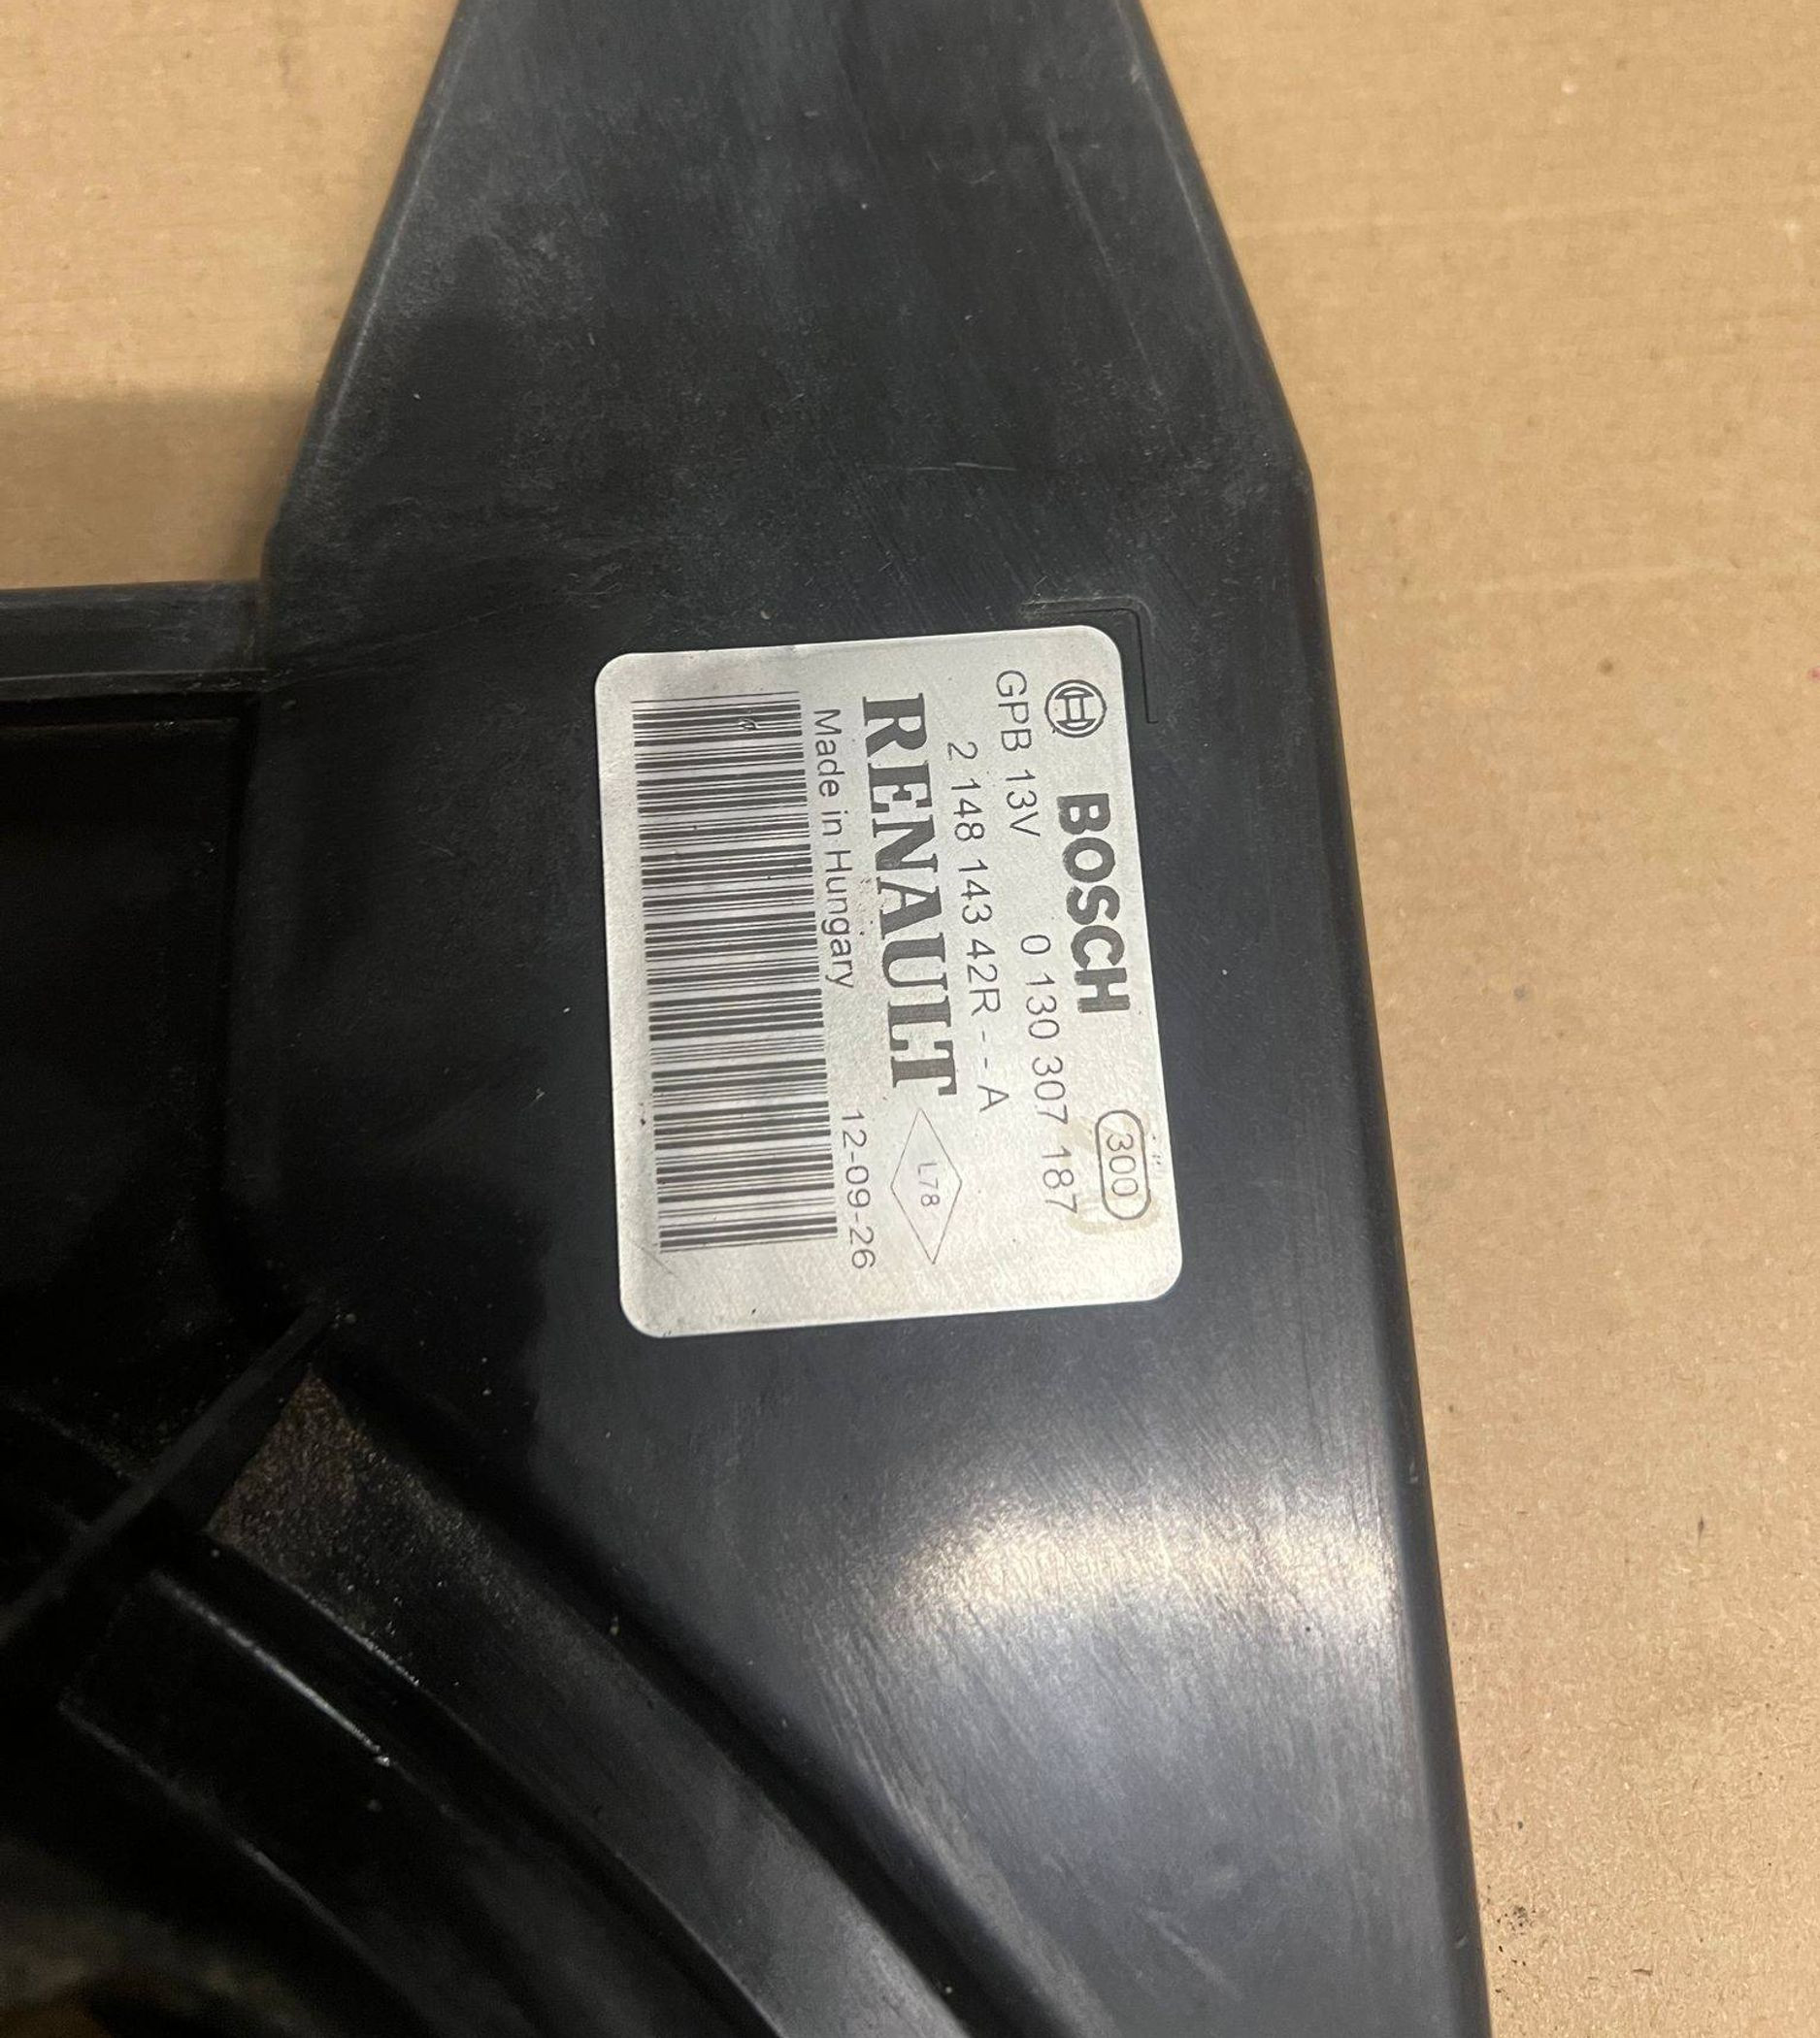 BOSCH 300
GPB 13V 0 130 307 187
2 148 143 42R - - A
RENAULT L78
Made in Hungary 12-09-26